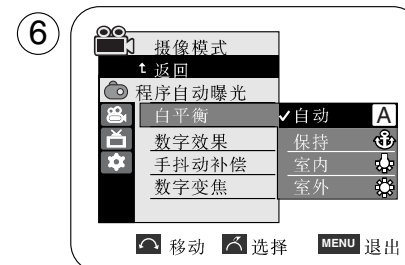 6
摄像模式
返回
程序自动曝光
白平衡 ✓自动 A
数字效果 保持
手抖动补偿 室内
数字变焦 室外
移动 选择 MENU 退出